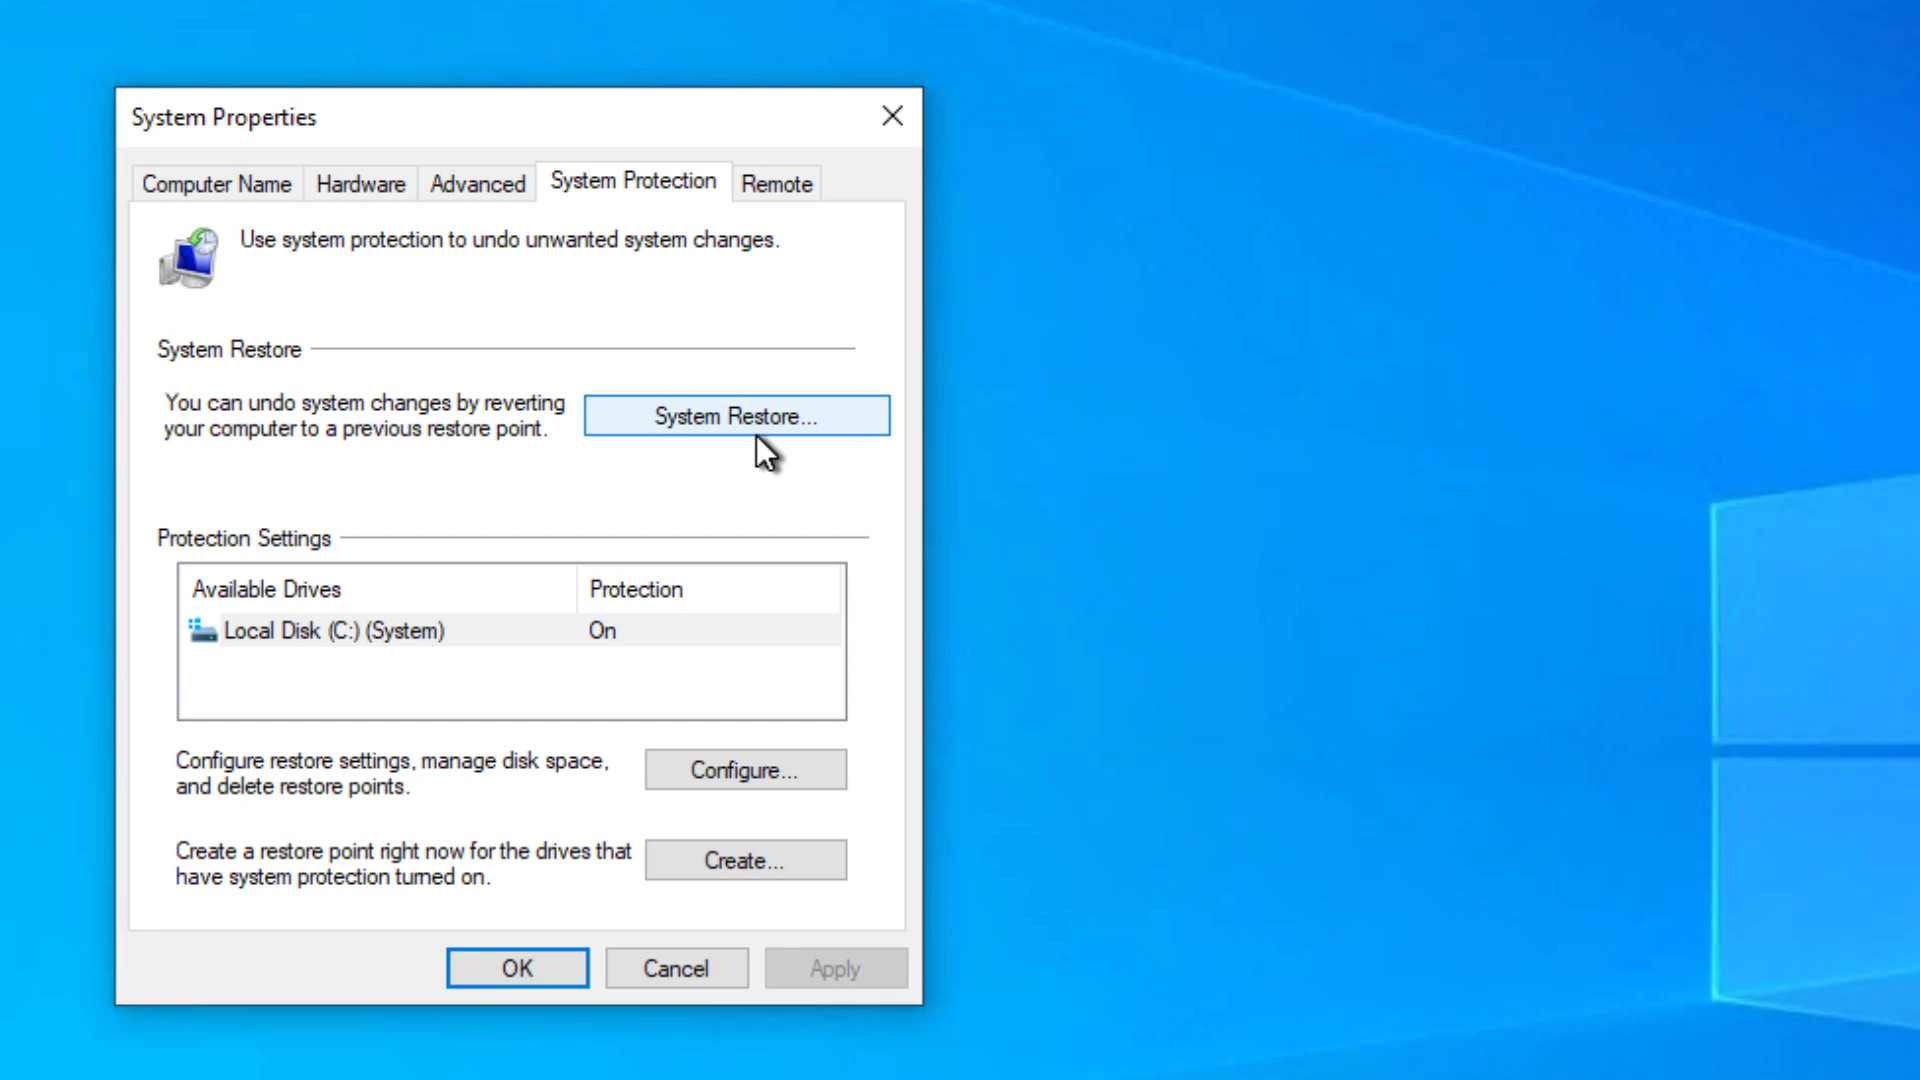 System Properties
Computer Name
Hardware
Advanced
System Protection
Remote
Use system protection to undo unwanted system changes.
System Restore
You can undo system changes by reverting
your computer to a previous restore point.
System Restore...
Protection Settings
Available Drives
Protection
Local Disk (C:) (System)
On
Configure restore settings, manage disk space,
and delete restore points.
Configure...
Create a restore point right now for the drives that
have system protection turned on.
Create...
OK
Cancel
Apply